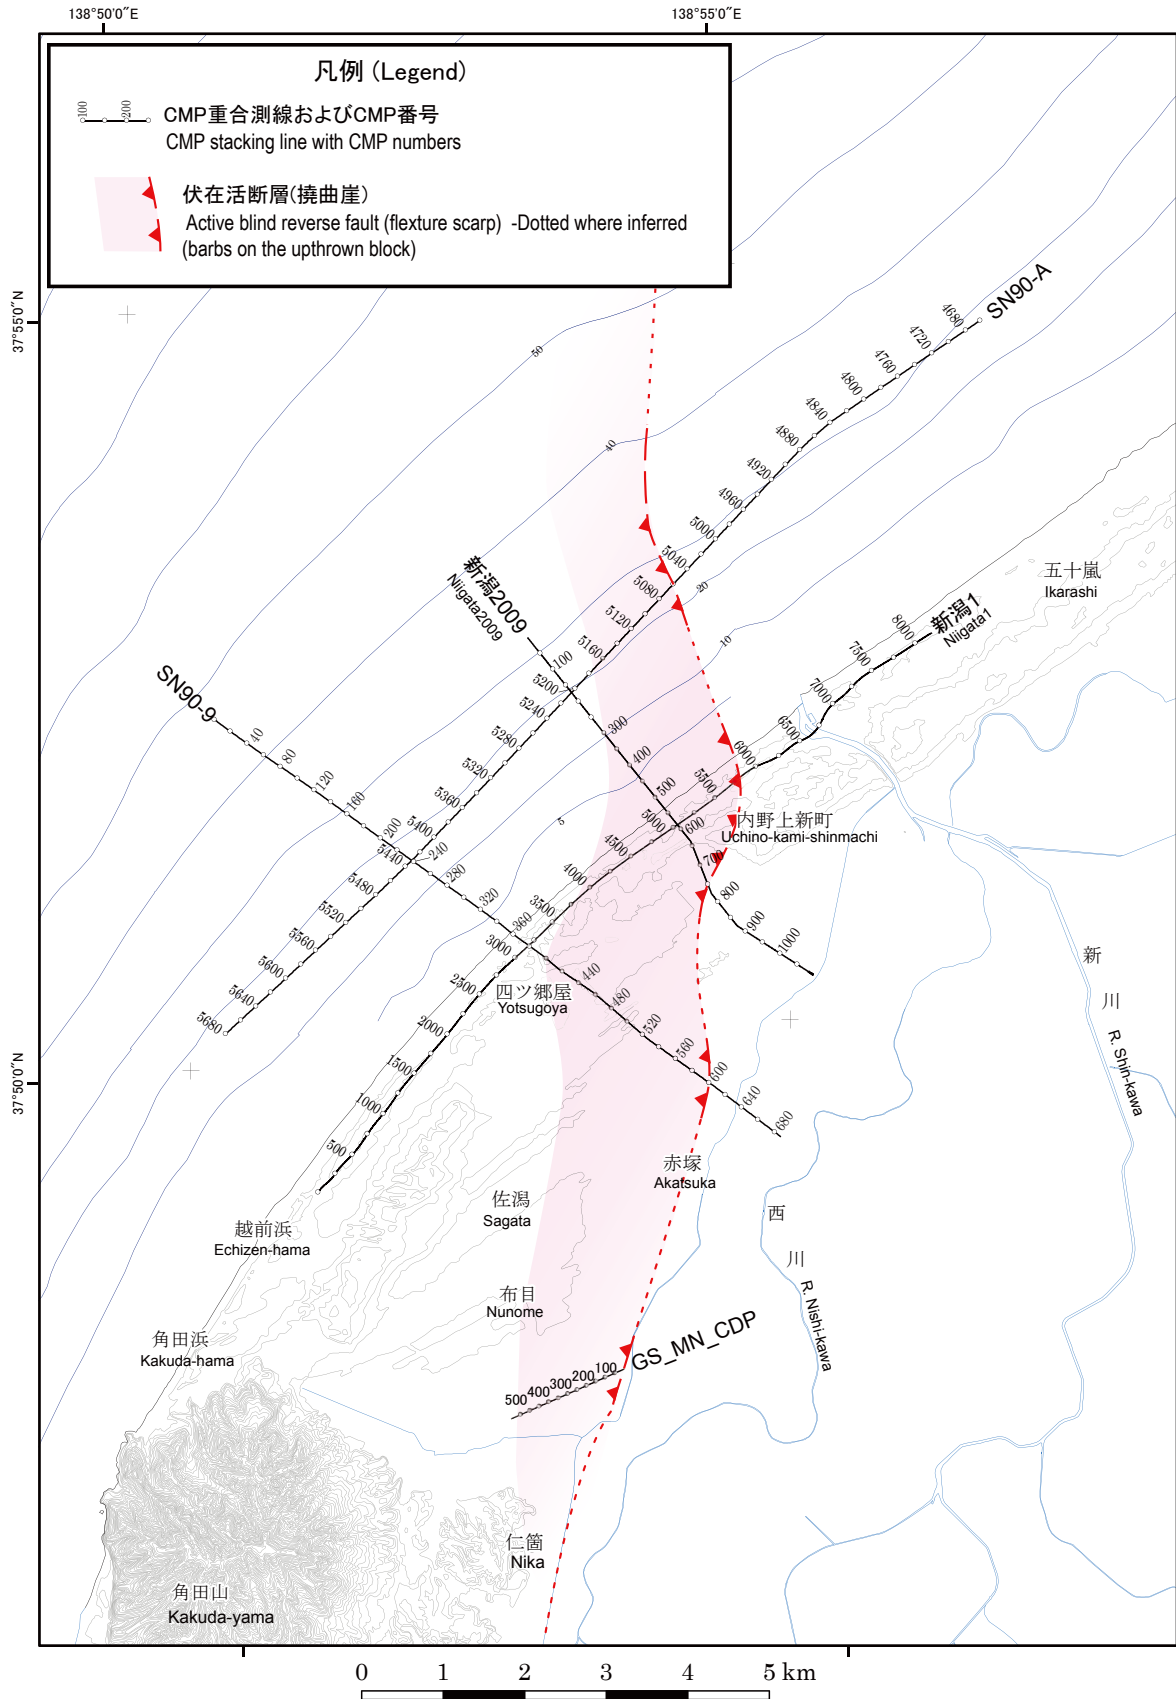 138°50'0"E
138°55'0"E
凡例 (Legend)
100
200
CMP重合測線およびCMP番号
CMP stacking line with CMP numbers
伏在活断層(撓曲崖)
Active blind reverse fault (flexture scarp) -Dotted where inferred
(barbs on the upthrown block)
37°55'0"N
37°50'0"N
SN90-A
4680
4720
4760
4800
4840
4880
4920
4960
5000
5040
5080
5120
5160
5200
5240
5280
5320
5360
5400
5440
5480
5520
5560
5600
5640
5680
50
40
20
10
5
新潟2009
Niigata2009
100
300
400
500
600
700
800
900
1000
SN90-9
40
80
120
160
200
240
280
320
360
440
480
520
560
600
640
680
新潟1
Niigata1
8000
7500
7000
6500
6000
5500
5000
4500
4000
3500
3000
2500
2000
1500
1000
500
五十嵐
Ikarashi
内野上新町
Uchino-kami-shinmachi
四ツ郷屋
Yotsugoya
新
川
R. Shin-kawa
赤塚
Akatsuka
佐潟
Sagata
西
川
R. Nishi-kawa
越前浜
Echizen-hama
布目
Nunome
角田浜
Kakuda-hama
GS_MN_CDP
100
200
300
400
500
仁箇
Nika
角田山
Kakuda-yama
0 1 2 3 4 5 km